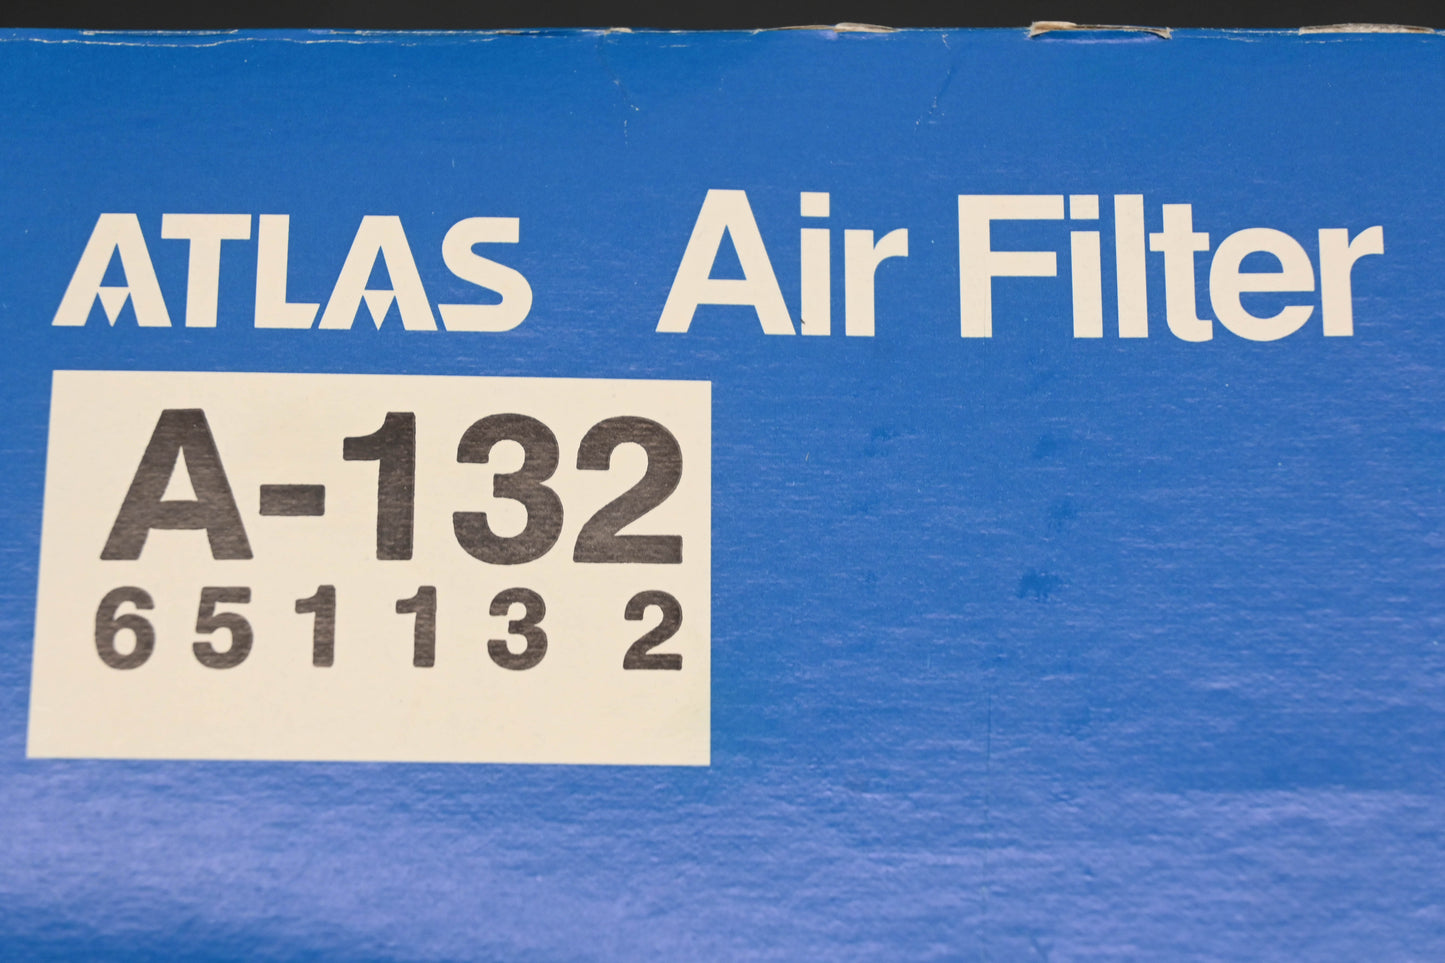 ATLAS Air Filter
A-132
65113 2